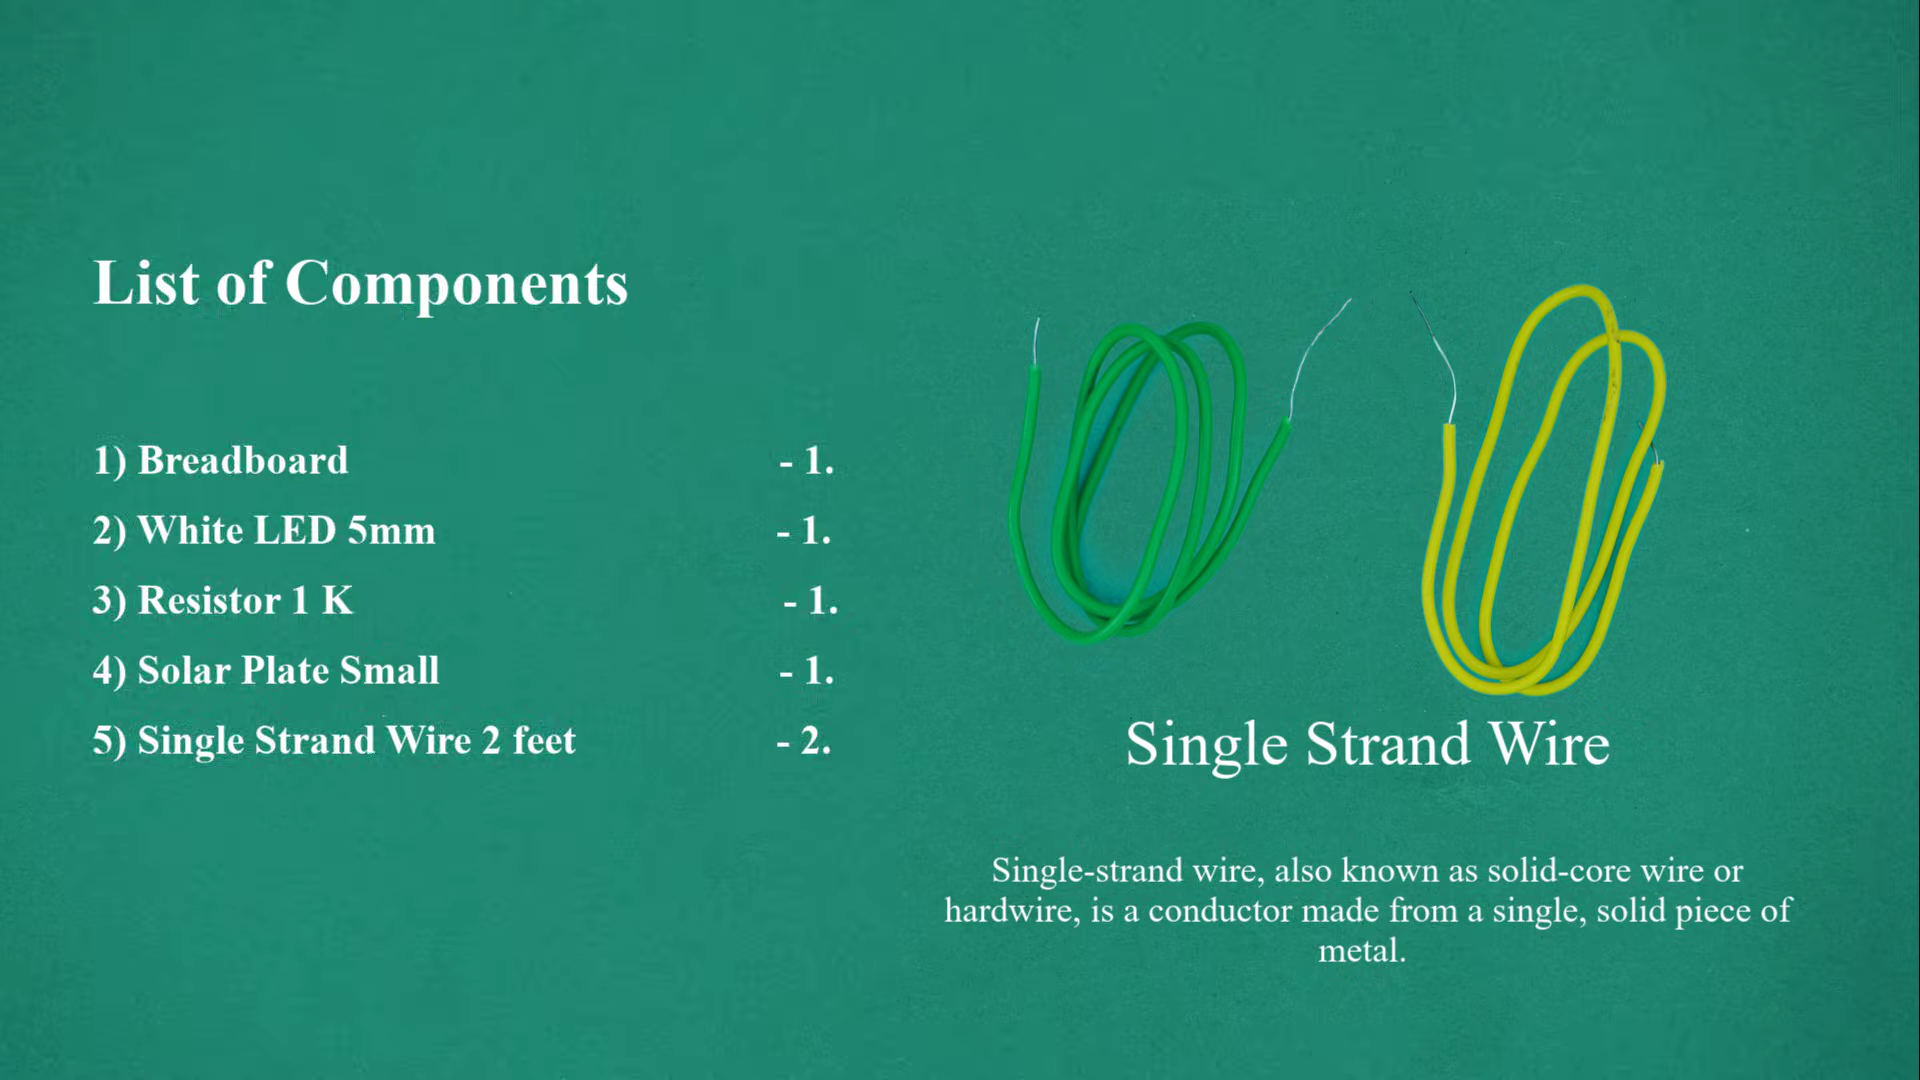 List of Components
1) Breadboard - 1.
2) White LED 5mm - 1.
3) Resistor 1 K - 1.
4) Solar Plate Small - 1.
5) Single Strand Wire 2 feet - 2.
Single Strand Wire
Single-strand wire, also known as solid-core wire or
hardwire, is a conductor made from a single, solid piece of
metal.